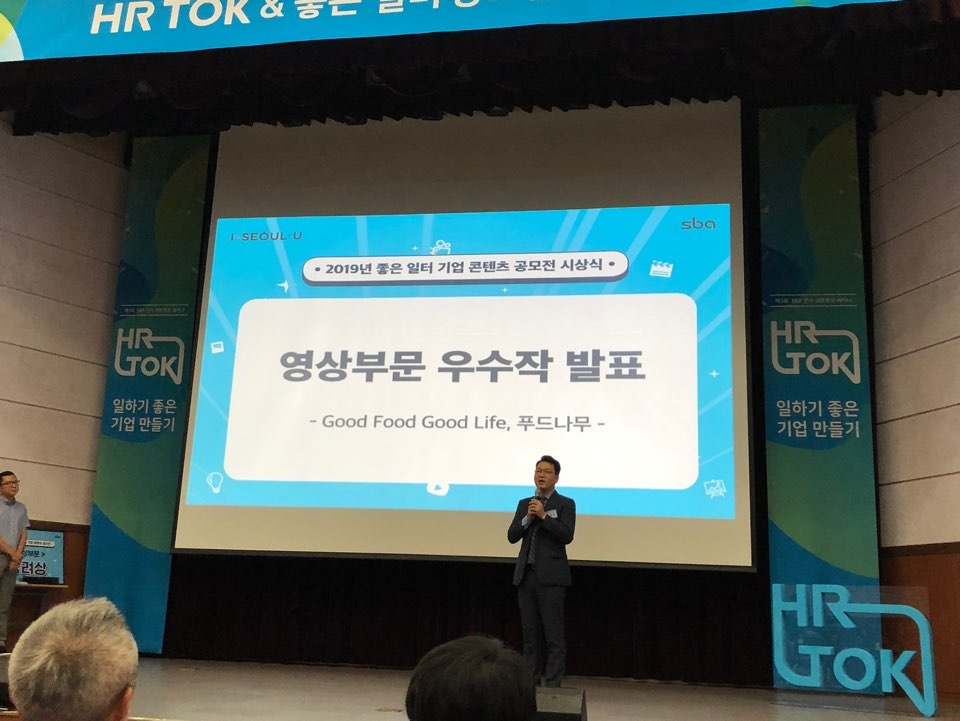 HR TOK & 좋은 일터
I·SEOUL·U
sba
• 2019년 좋은 일터 기업 콘텐츠 공모전 시상식 •
영상부문 우수작 발표
- Good Food Good Life, 푸드나무 -
HR
TOK
일하기 좋은
기업 만들기
HR
TOK
일하기 좋은
기업 만들기
HR
TOK